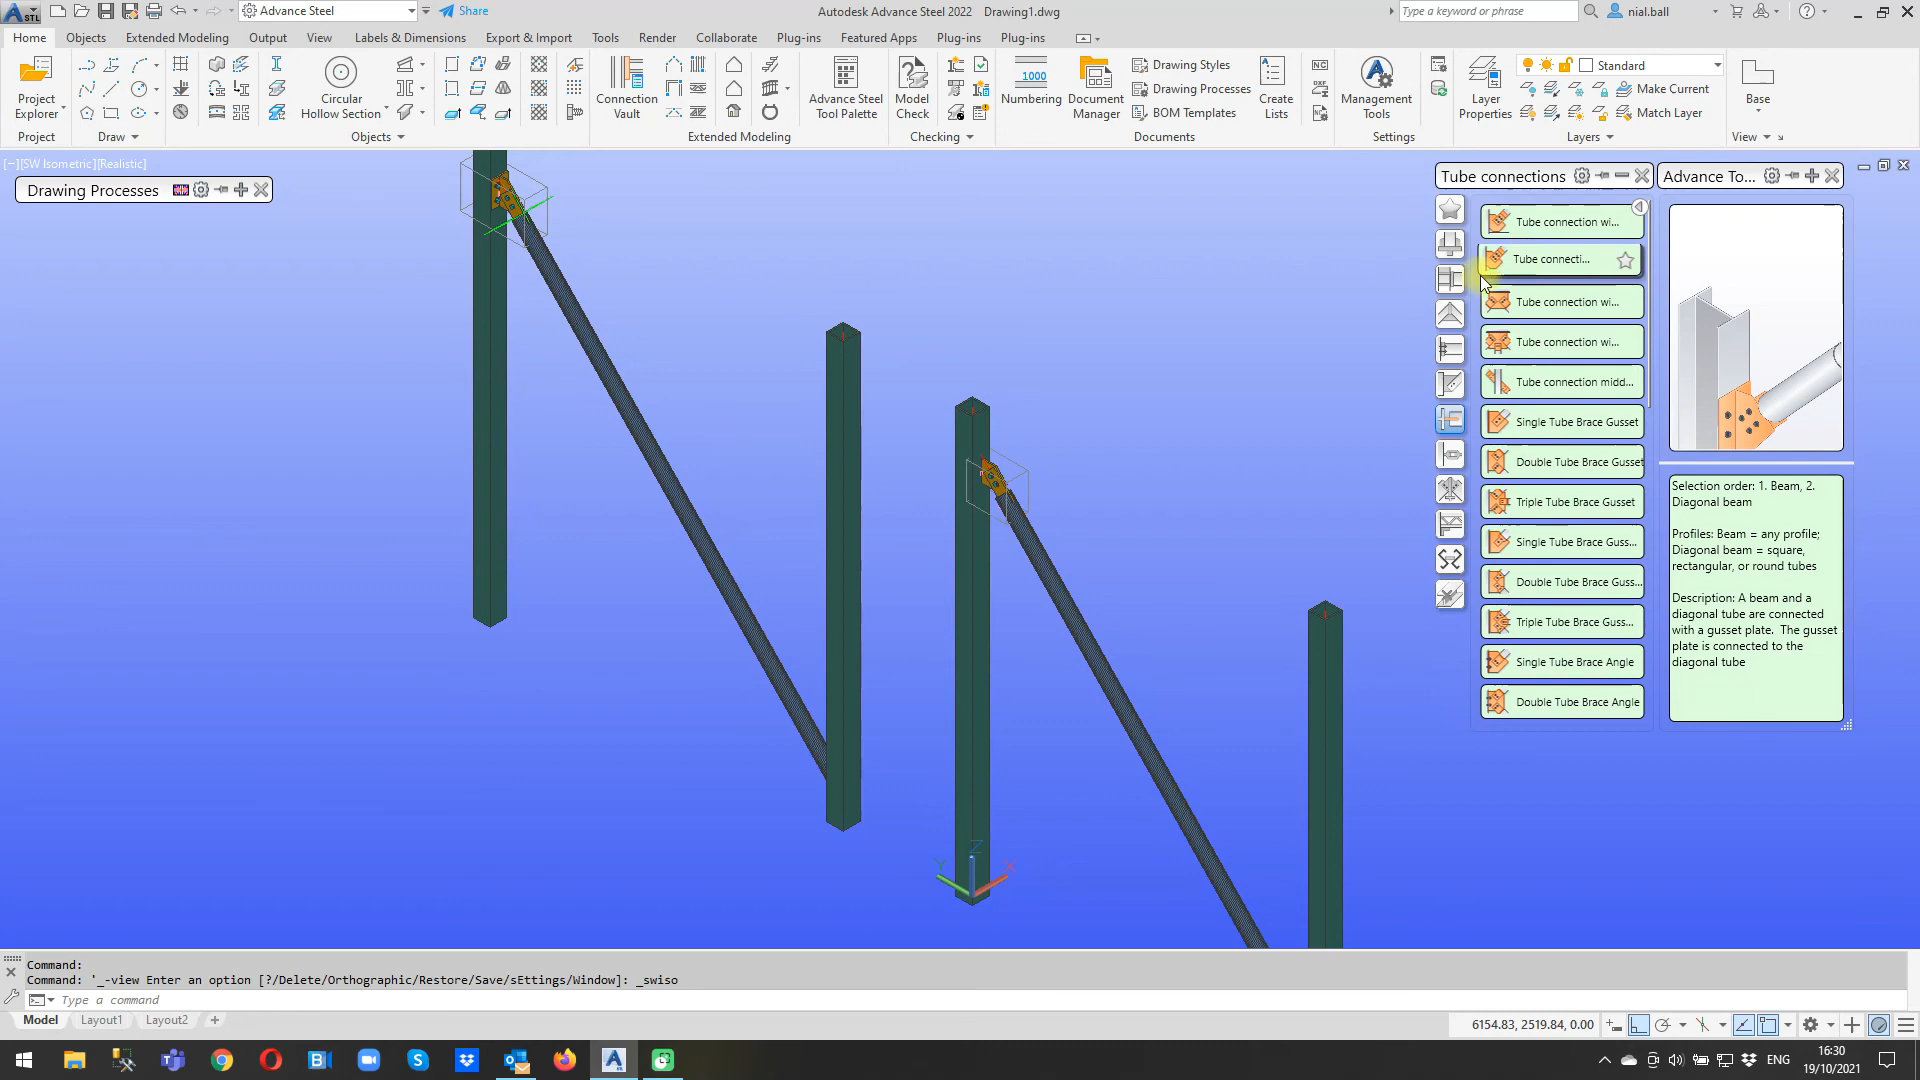 STL
Advance Steel
Share
Autodesk Advance Steel 2022 Drawing1.dwg
Type a keyword or phrase
nial.ball
Home Objects Extended Modeling Output View Labels & Dimensions Export & Import Tools Render Collaborate Plug-ins Featured Apps Plug-ins Plug-ins
Project Explorer
Project
Draw
Circular Hollow Section
Objects
Connection Vault
Extended Modeling
Advance Steel Tool Palette
Model Check
Checking
1000
Numbering
Document Manager
Drawing Styles
Drawing Processes
BOM Templates
Create Lists
Documents
NC
DXF
NC
Management Tools
Settings
Layer Properties
Standard
Make Current
Match Layer
Layers
Base
View
[−][SW Isometric][Realistic]
Drawing Processes
Tube connections
Advance To...
Tube connection wi...
Tube connecti...
Tube connection wi...
Tube connection wi...
Tube connection midd...
Single Tube Brace Gusset
Double Tube Brace Gusset
Triple Tube Brace Gusset
Single Tube Brace Guss...
Double Tube Brace Guss...
Triple Tube Brace Guss...
Single Tube Brace Angle
Double Tube Brace Angle
Selection order: 1. Beam, 2.
Diagonal beam
Profiles: Beam = any profile;
Diagonal beam = square,
rectangular, or round tubes
Description: A beam and a
diagonal tube are connected
with a gusset plate. The gusset
plate is connected to the
diagonal tube
Z
Y
X
Command:
Command: '_-view Enter an option [?/Delete/Orthographic/Restore/Save/sEttings/Window]: _swiso
Type a command
Model Layout1 Layout2
6154.83, 2519.84, 0.00
ENG
16:30
19/10/2021